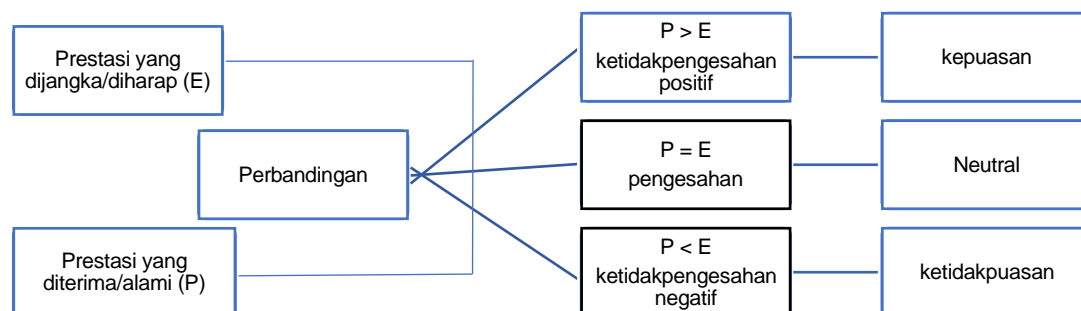 Prestasi yang
dijangka/diharap (E)
Perbandingan
Prestasi yang
diterima/alami (P)
P > E
ketidakpengesahan
positif
kepuasan
P = E
pengesahan
Neutral
P < E
ketidakpengesahan
negatif
ketidakpuasan